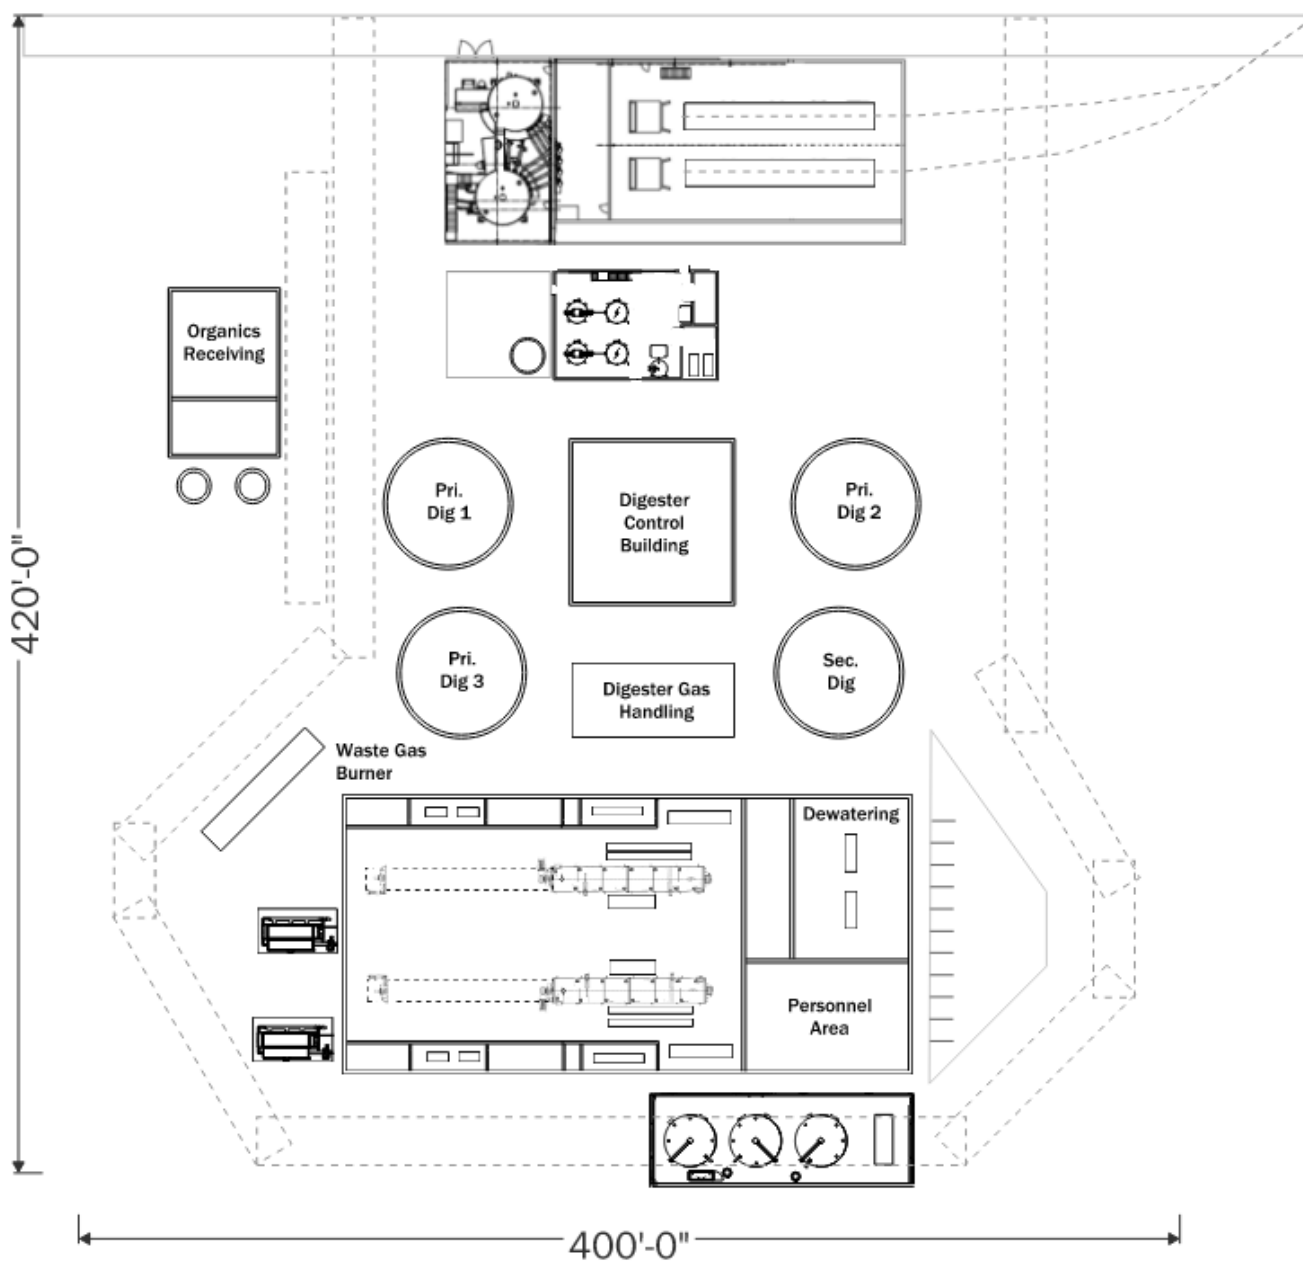 Organics
Receiving
Pri.
Dig 1
Digester
Control
Building
Pri.
Dig 2
420'-0"
Pri.
Dig 3
Digester Gas
Handling
Sec.
Dig
Waste Gas
Burner
Dewatering
Personnel
Area
400'-0"